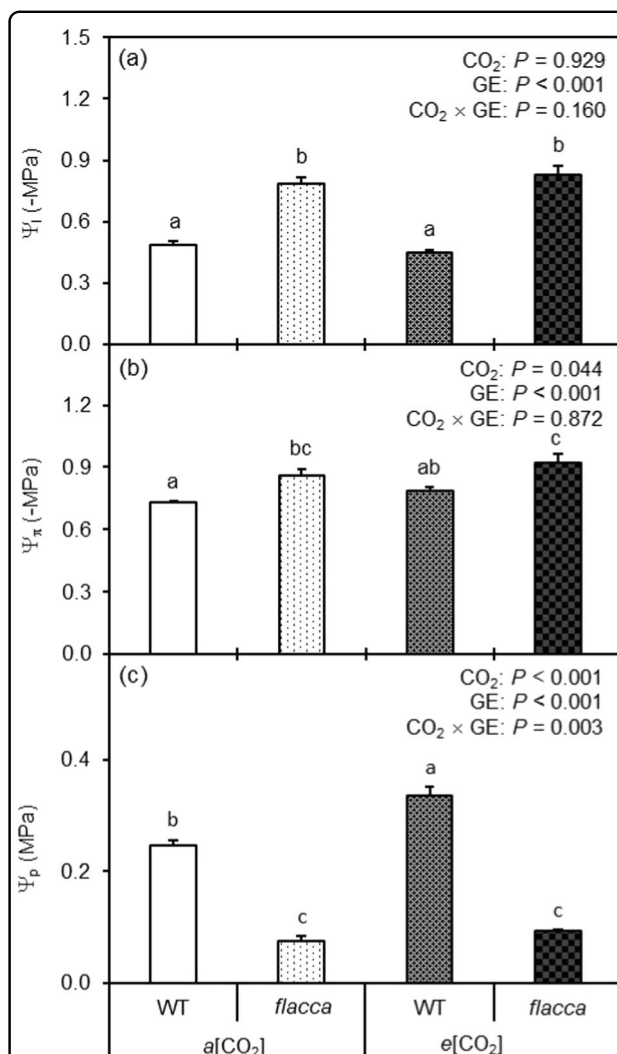 (a)
CO₂: P = 0.929
GE: P < 0.001
CO₂ × GE: P = 0.160
Ψl (-MPa)
1.5
1.2
0.9
0.6
0.3
0.0
a
b
a
b
(b)
CO₂: P = 0.044
GE: P < 0.001
CO₂ × GE: P = 0.872
Ψπ (-MPa)
1.2
0.9
0.6
0.3
0.0
a
bc
ab
c
(c)
CO₂: P < 0.001
GE: P < 0.001
CO₂ × GE: P = 0.003
Ψp (MPa)
0.4
0.2
0.0
b
c
a
c
WT flacca WT flacca
a[CO₂] e[CO₂]